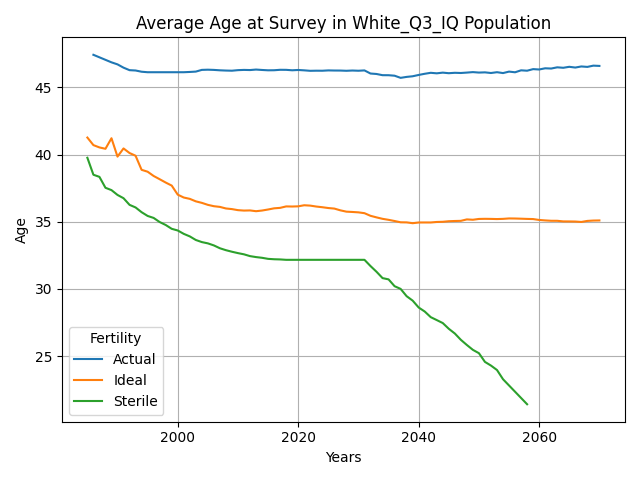 Average Age at Survey in White_Q3_IQ Population
Age
45
40
35
30
25
Fertility
Actual
Ideal
Sterile
2000 2020 2040 2060
Years